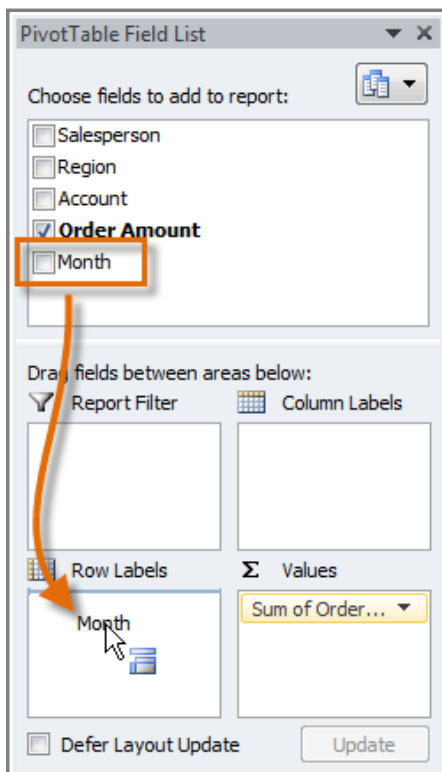 PivotTable Field List
Choose fields to add to report:
Salesperson
Region
Account
Order Amount
Month
Drag fields between areas below:
Report Filter
Column Labels
Row Labels
Σ Values
Month
Sum of Order...
Defer Layout Update
Update